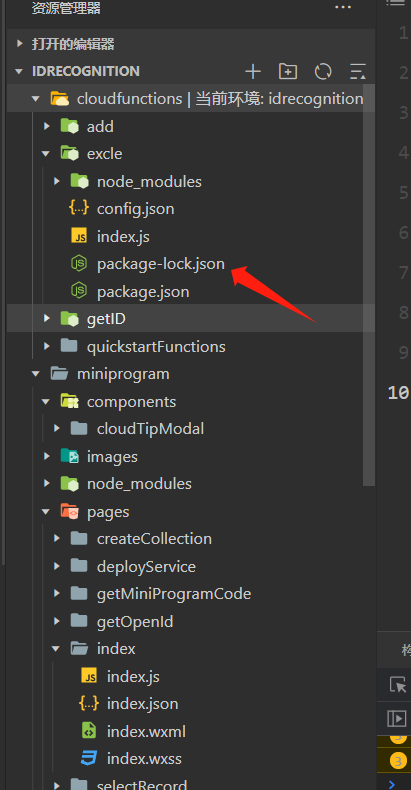 资源管理器 ...
打开的编辑器
IDRECOGNITION
cloudfunctions | 当前环境: idrecognition
add
excle
node_modules
config.json
index.js
package-lock.json
package.json
getID
quickstartFunctions
miniprogram
components
cloudTipModal
images
node_modules
pages
createCollection
deployService
getMiniProgramCode
getOpenId
index
index.js
index.json
index.wxml
index.wxss
selectRecord
1
2
3
4
5
6
7
8
9
10
构
3